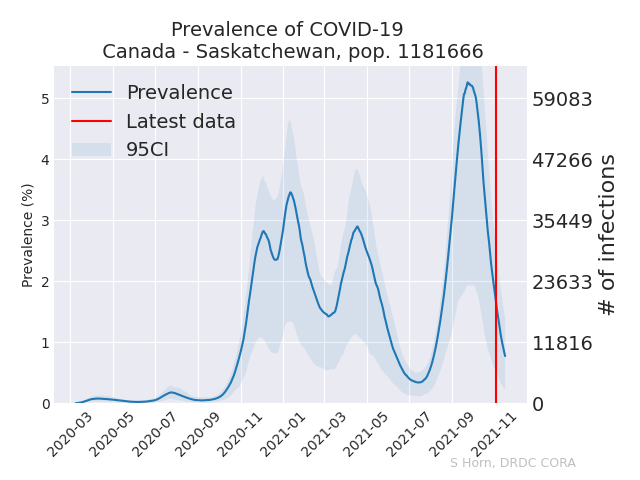 Prevalence of COVID-19
Canada - Saskatchewan, pop. 1181666
Prevalence
Latest data
95CI
Prevalence (%)
5
4
3
2
1
0
59083
47266
35449
23633
11816
0
# of infections
2020-03
2020-05
2020-07
2020-09
2020-11
2021-01
2021-03
2021-05
2021-07
2021-09
2021-11
S Horn, DRDC CORA